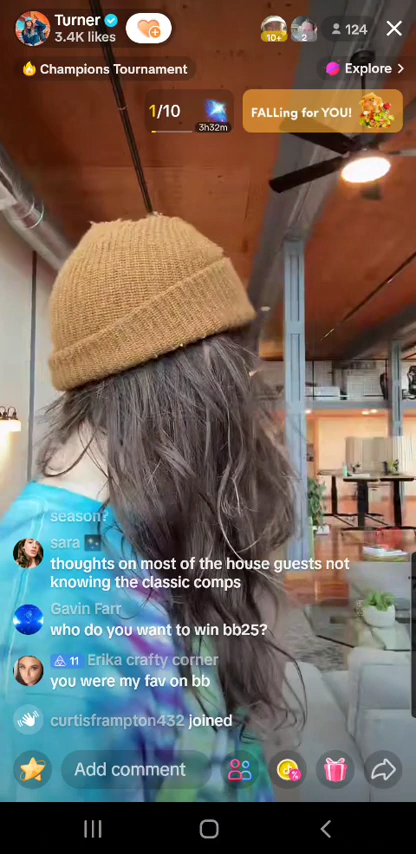 Turner
3.4K likes
10+
2
124
Champions Tournament
Explore >
1/10
3h32m
FALLing for YOU!
season?
sara
thoughts on most of the house guests not
knowing the classic comps
Gavin Farr
who do you want to win bb25?
11 Erika crafty corner
you were my fav on bb
curtisframpton432 joined
Add comment